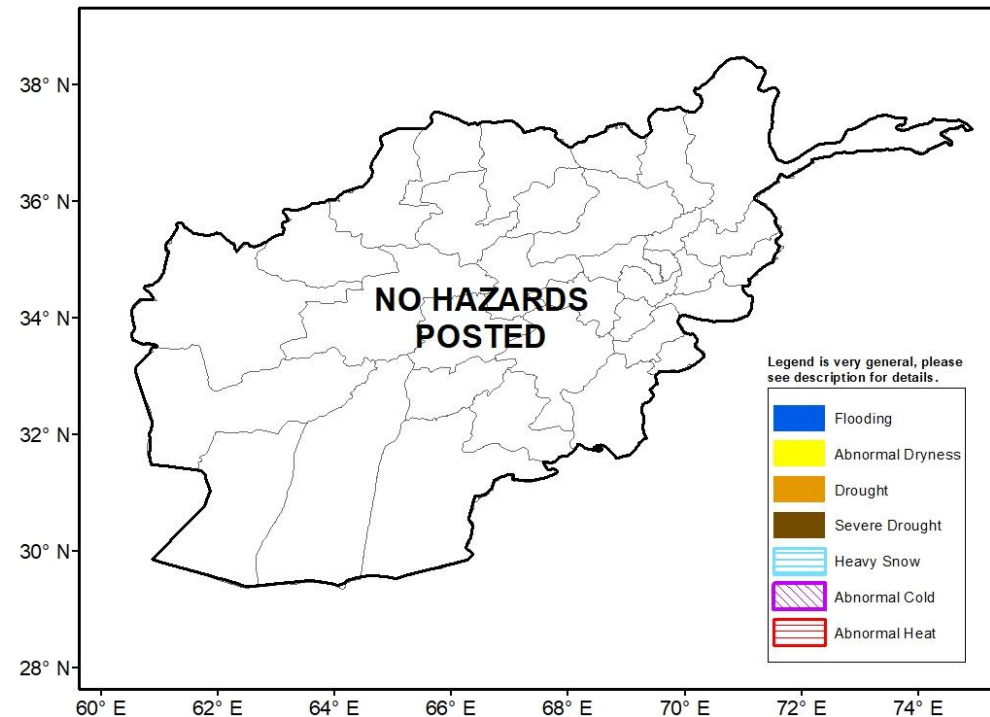 38° N
36° N
34° N
32° N
30° N
28° N
NO HAZARDS
POSTED
Legend is very general, please
see description for details.
Flooding
Abnormal Dryness
Drought
Severe Drought
Heavy Snow
Abnormal Cold
Abnormal Heat
60° E
62° E
64° E
66° E
68° E
70° E
72° E
74° E